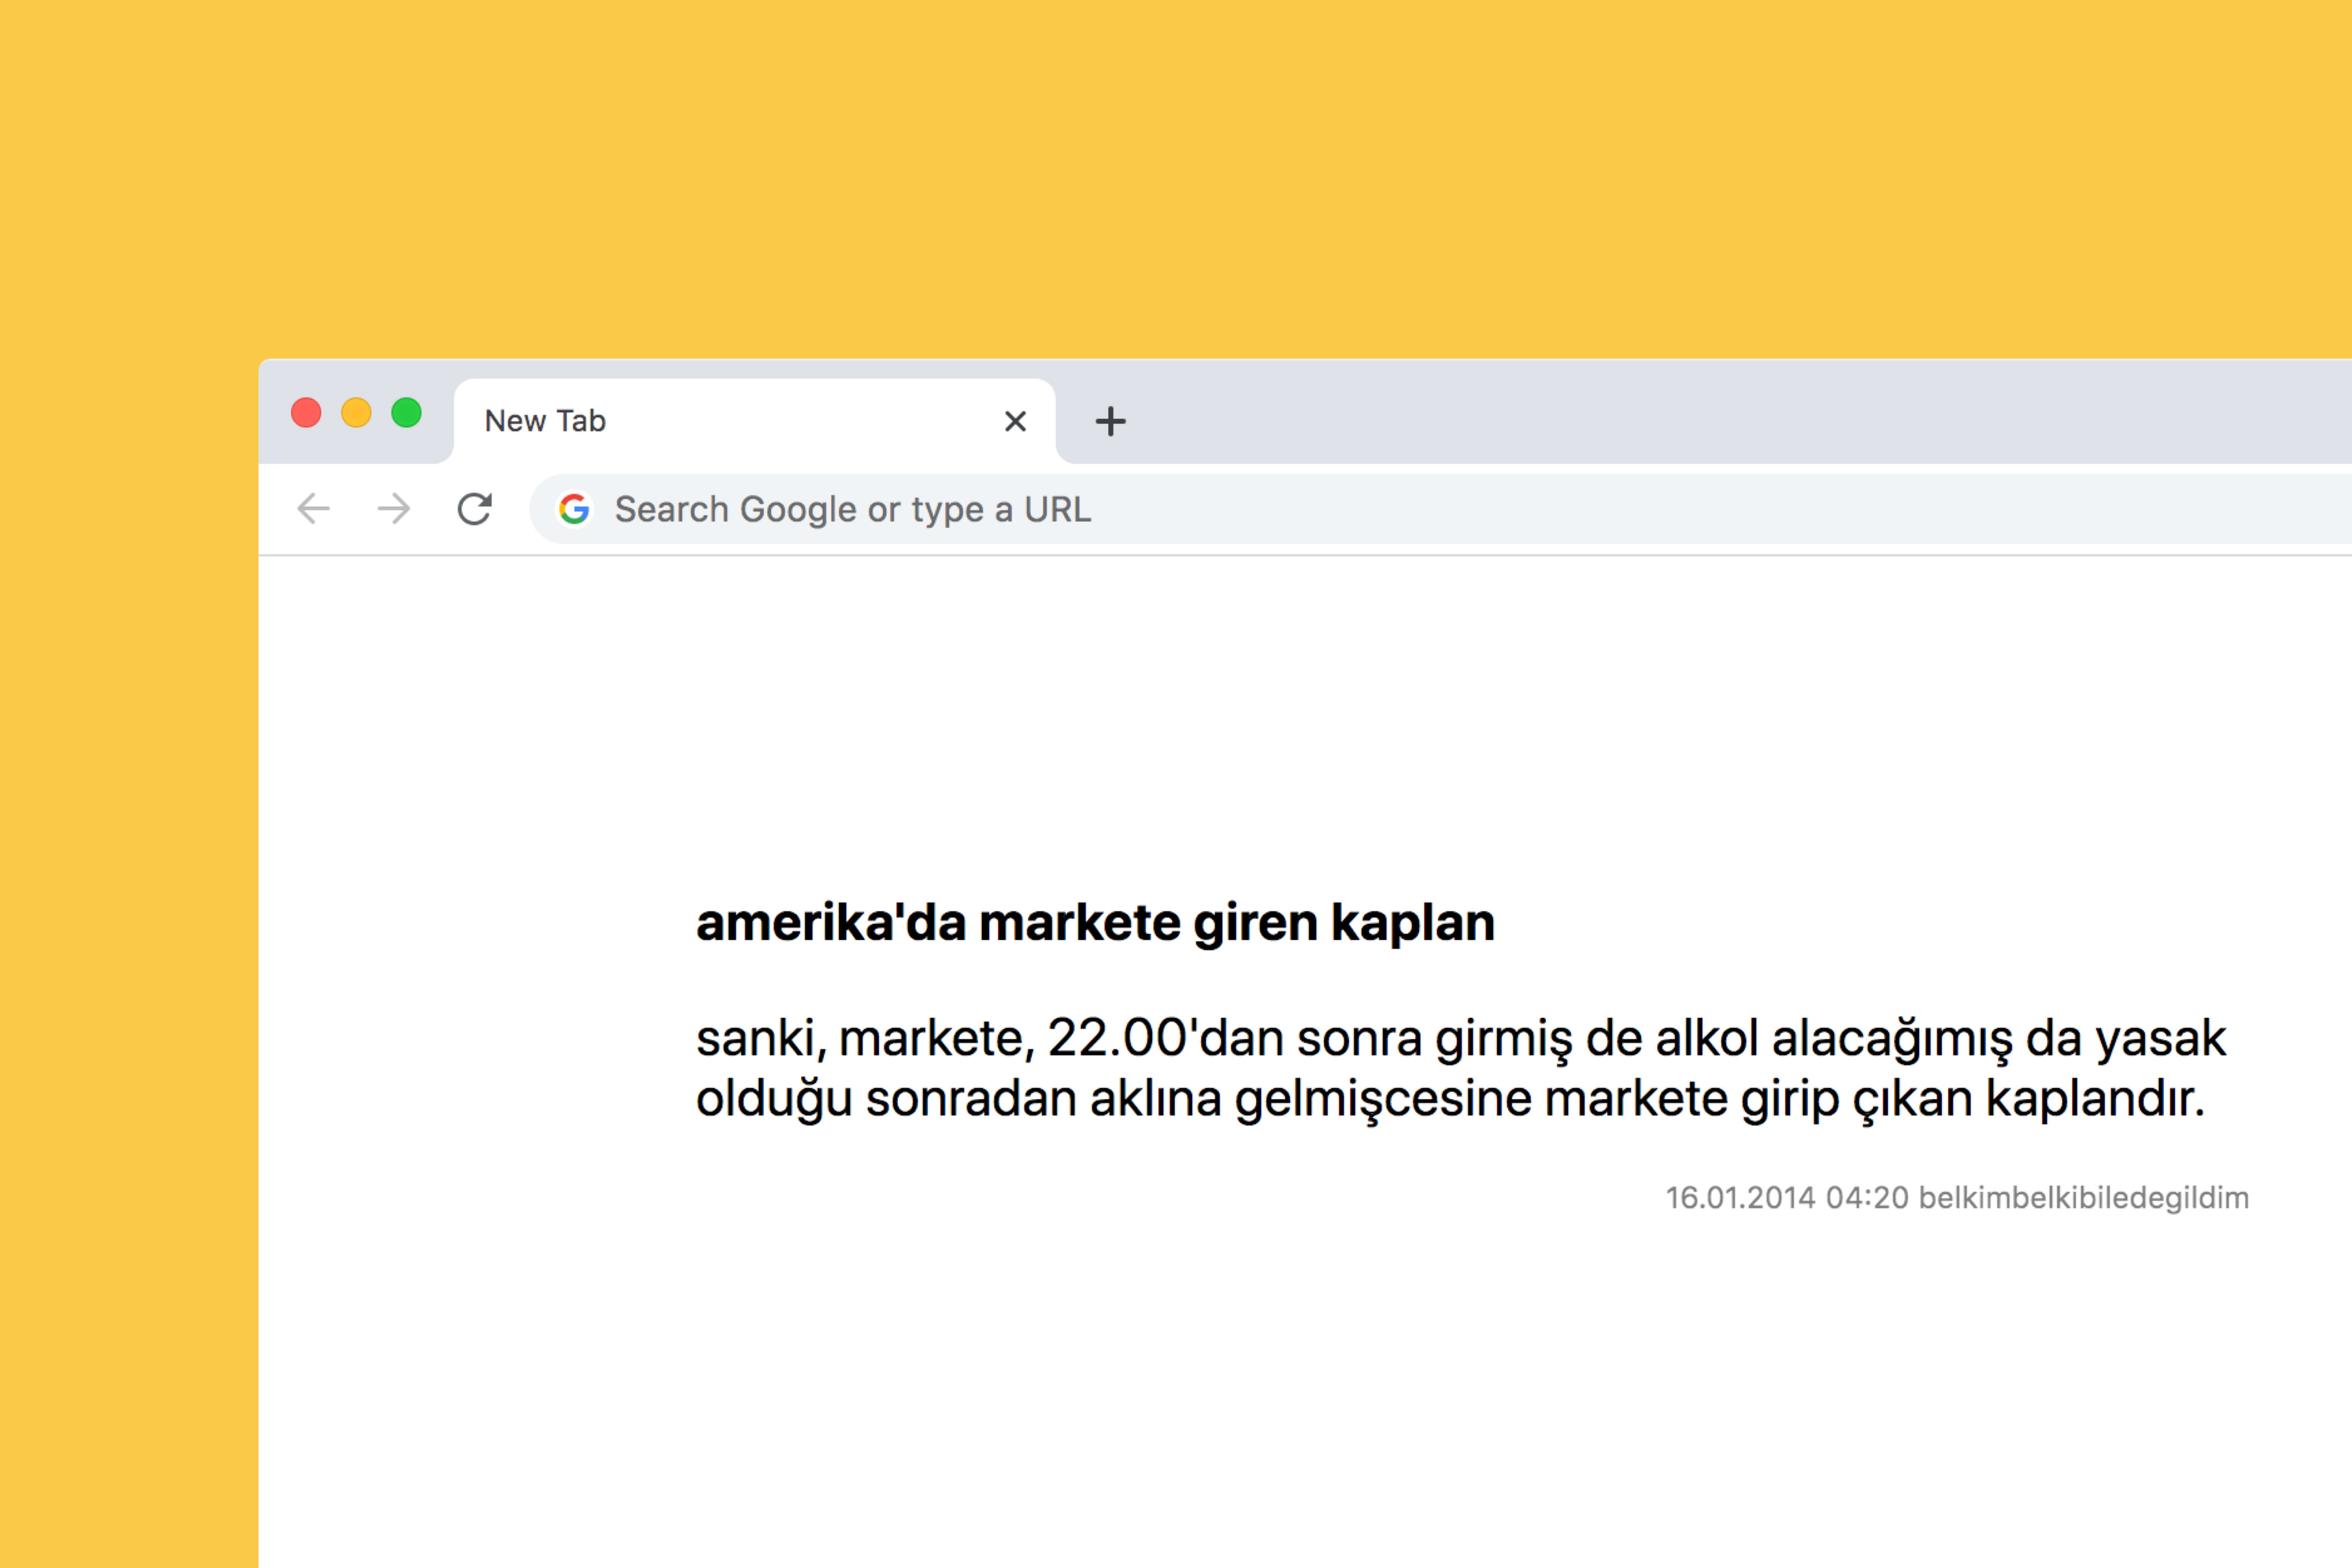 New Tab
Search Google or type a URL
amerika'da markete giren kaplan
sanki, markete, 22.00'dan sonra girmiş de alkol alacağımış da yasak
olduğu sonradan aklına gelmişcesine markete girip çıkan kaplandır.
16.01.2014 04:20 belkimbelkibiledegildim